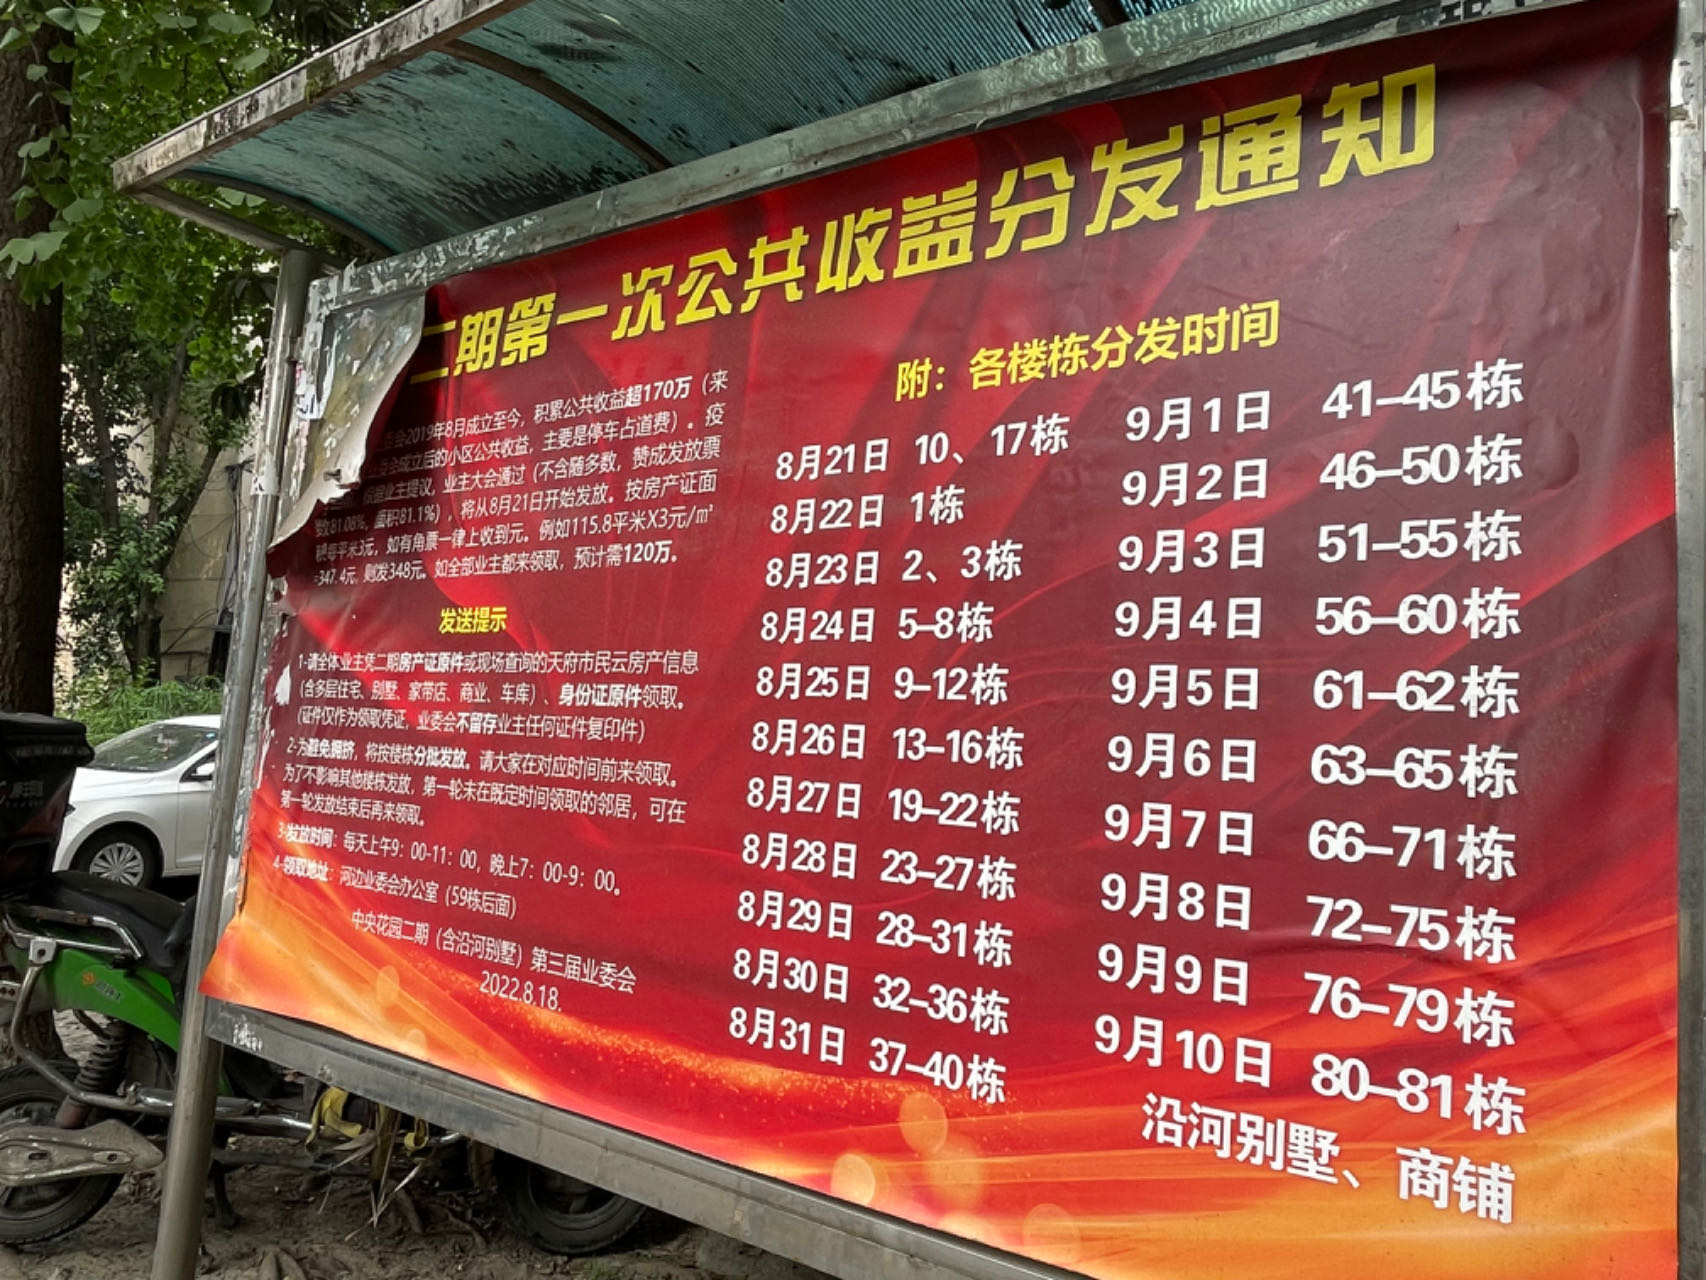 二期第一次公共收益分发通知
委会2019年8月成立至今，积累公共收益超170万（来
业委会成立后的小区公共收益，主要是停车占道费）。疫
根据业主提议，业主大会通过（不含随多数，赞成发放票
数81.08%，面积81.1%），将从8月21日开始发放。按房产证面
积每平米3元，如有角票一律上收到元。例如115.8平米X3元/㎡
=347.4元，则发348元。如全部业主都来领取，预计需120万。
发送提示
1-请全体业主凭二期房产证原件或现场查询的天府市民云房产信息
（含多层住宅、别墅、家带店、商业、车库）、身份证原件领取。
（证件仅作为领取凭证，业委会不留存业主任何证件复印件）
2-为避免拥挤，将按楼栋分批发放。请大家在对应时间前来领取。
为了不影响其他楼栋发放，第一轮未在既定时间领取的邻居，可在
第一轮发放结束后再来领取。
3-发放时间：每天上午9：00-11：00，晚上7：00-9：00。
4-领取地址：河边业委会办公室（59栋后面）
中央花园二期（含沿河别墅）第三届业委会
2022.8.18.
附：各楼栋分发时间
8月21日 10、17栋
8月22日 1栋
8月23日 2、3栋
8月24日 5–8栋
8月25日 9–12栋
8月26日 13–16栋
8月27日 19–22栋
8月28日 23–27栋
8月29日 28–31栋
8月30日 32–36栋
8月31日 37–40栋
9月1日 41–45栋
9月2日 46–50栋
9月3日 51–55栋
9月4日 56–60栋
9月5日 61–62栋
9月6日 63–65栋
9月7日 66–71栋
9月8日 72–75栋
9月9日 76–79栋
9月10日 80–81栋
沿河别墅、商铺